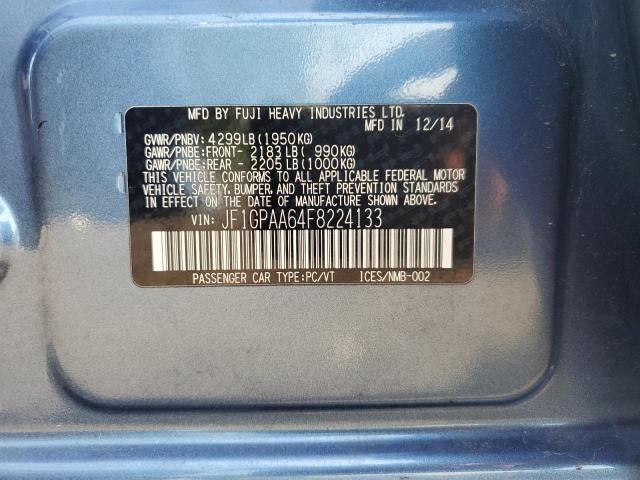 MFD BY FUJI HEAVY INDUSTRIES LTD.
MFD IN 12/14
GVWR/PNBV: 4299LB(1950KG)
GAWR/PNBE:FRONT- 2183LB( 990KG)
GAWR/PNBE:REAR - 2205LB(1000KG)
THIS VEHICLE CONFORMS TO ALL APPLICABLE FEDERAL MOTOR
VEHICLE SAFETY, BUMPER, AND THEFT PREVENTION STANDARDS
IN EFFECT ON THE DATE OF MANUFACTURE SHOWN ABOVE.
VIN: JF1GPAA64F8224133
PASSENGER CAR TYPE:PC/VT ICES/NMB-002